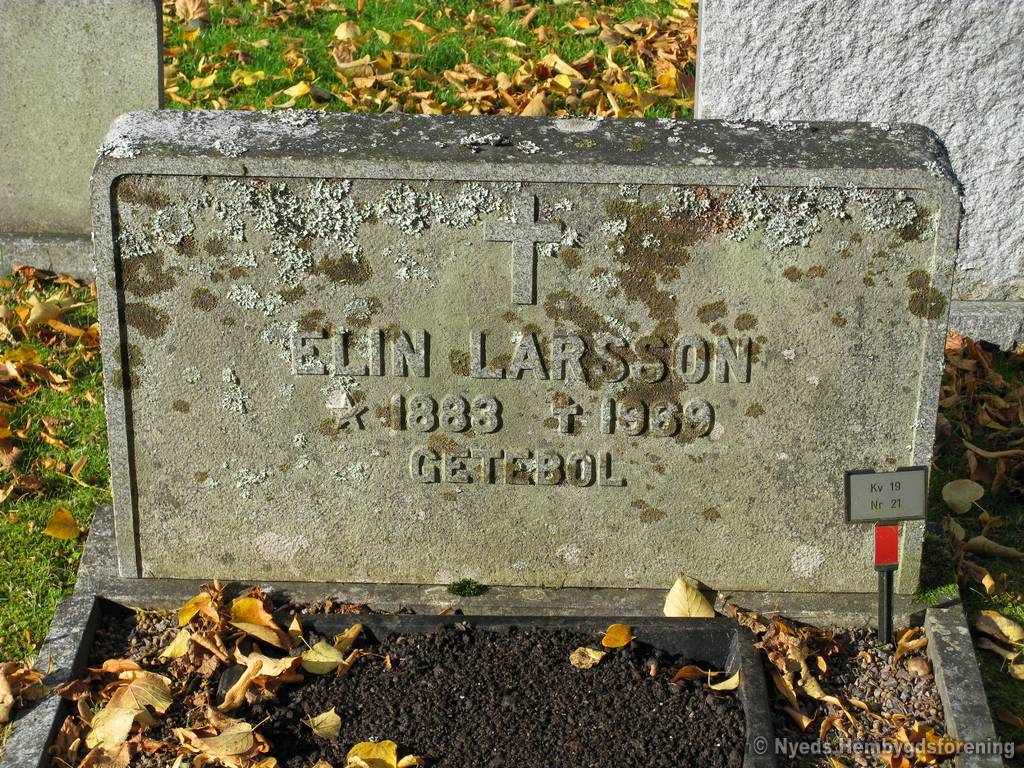 ELIN LARSSON
☆ 1883 ✝ 1969
GETEBOL
Kv 19
Nr 21
© Nyeds Hembygdsförening